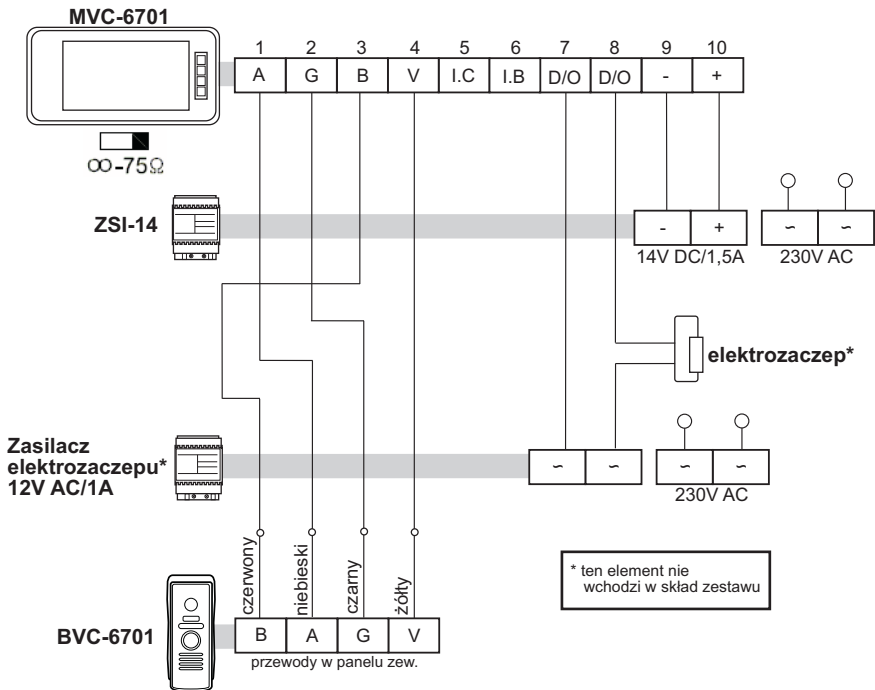 MVC-6701
1 2 3 4 5 6 7 8 9 10
A G B V I.C I.B D/O D/O - +
∞-75Ω
ZSI-14
- + ~ ~
14V DC/1,5A 230V AC
elektrozaczep*
Zasilacz
elektrozaczepu*
12V AC/1A
~ ~ ~ ~
230V AC
czerwony
niebieski
czarny
żółty
* ten element nie
wchodzi w skład zestawu
BVC-6701
B A G V
przewody w panelu zew.